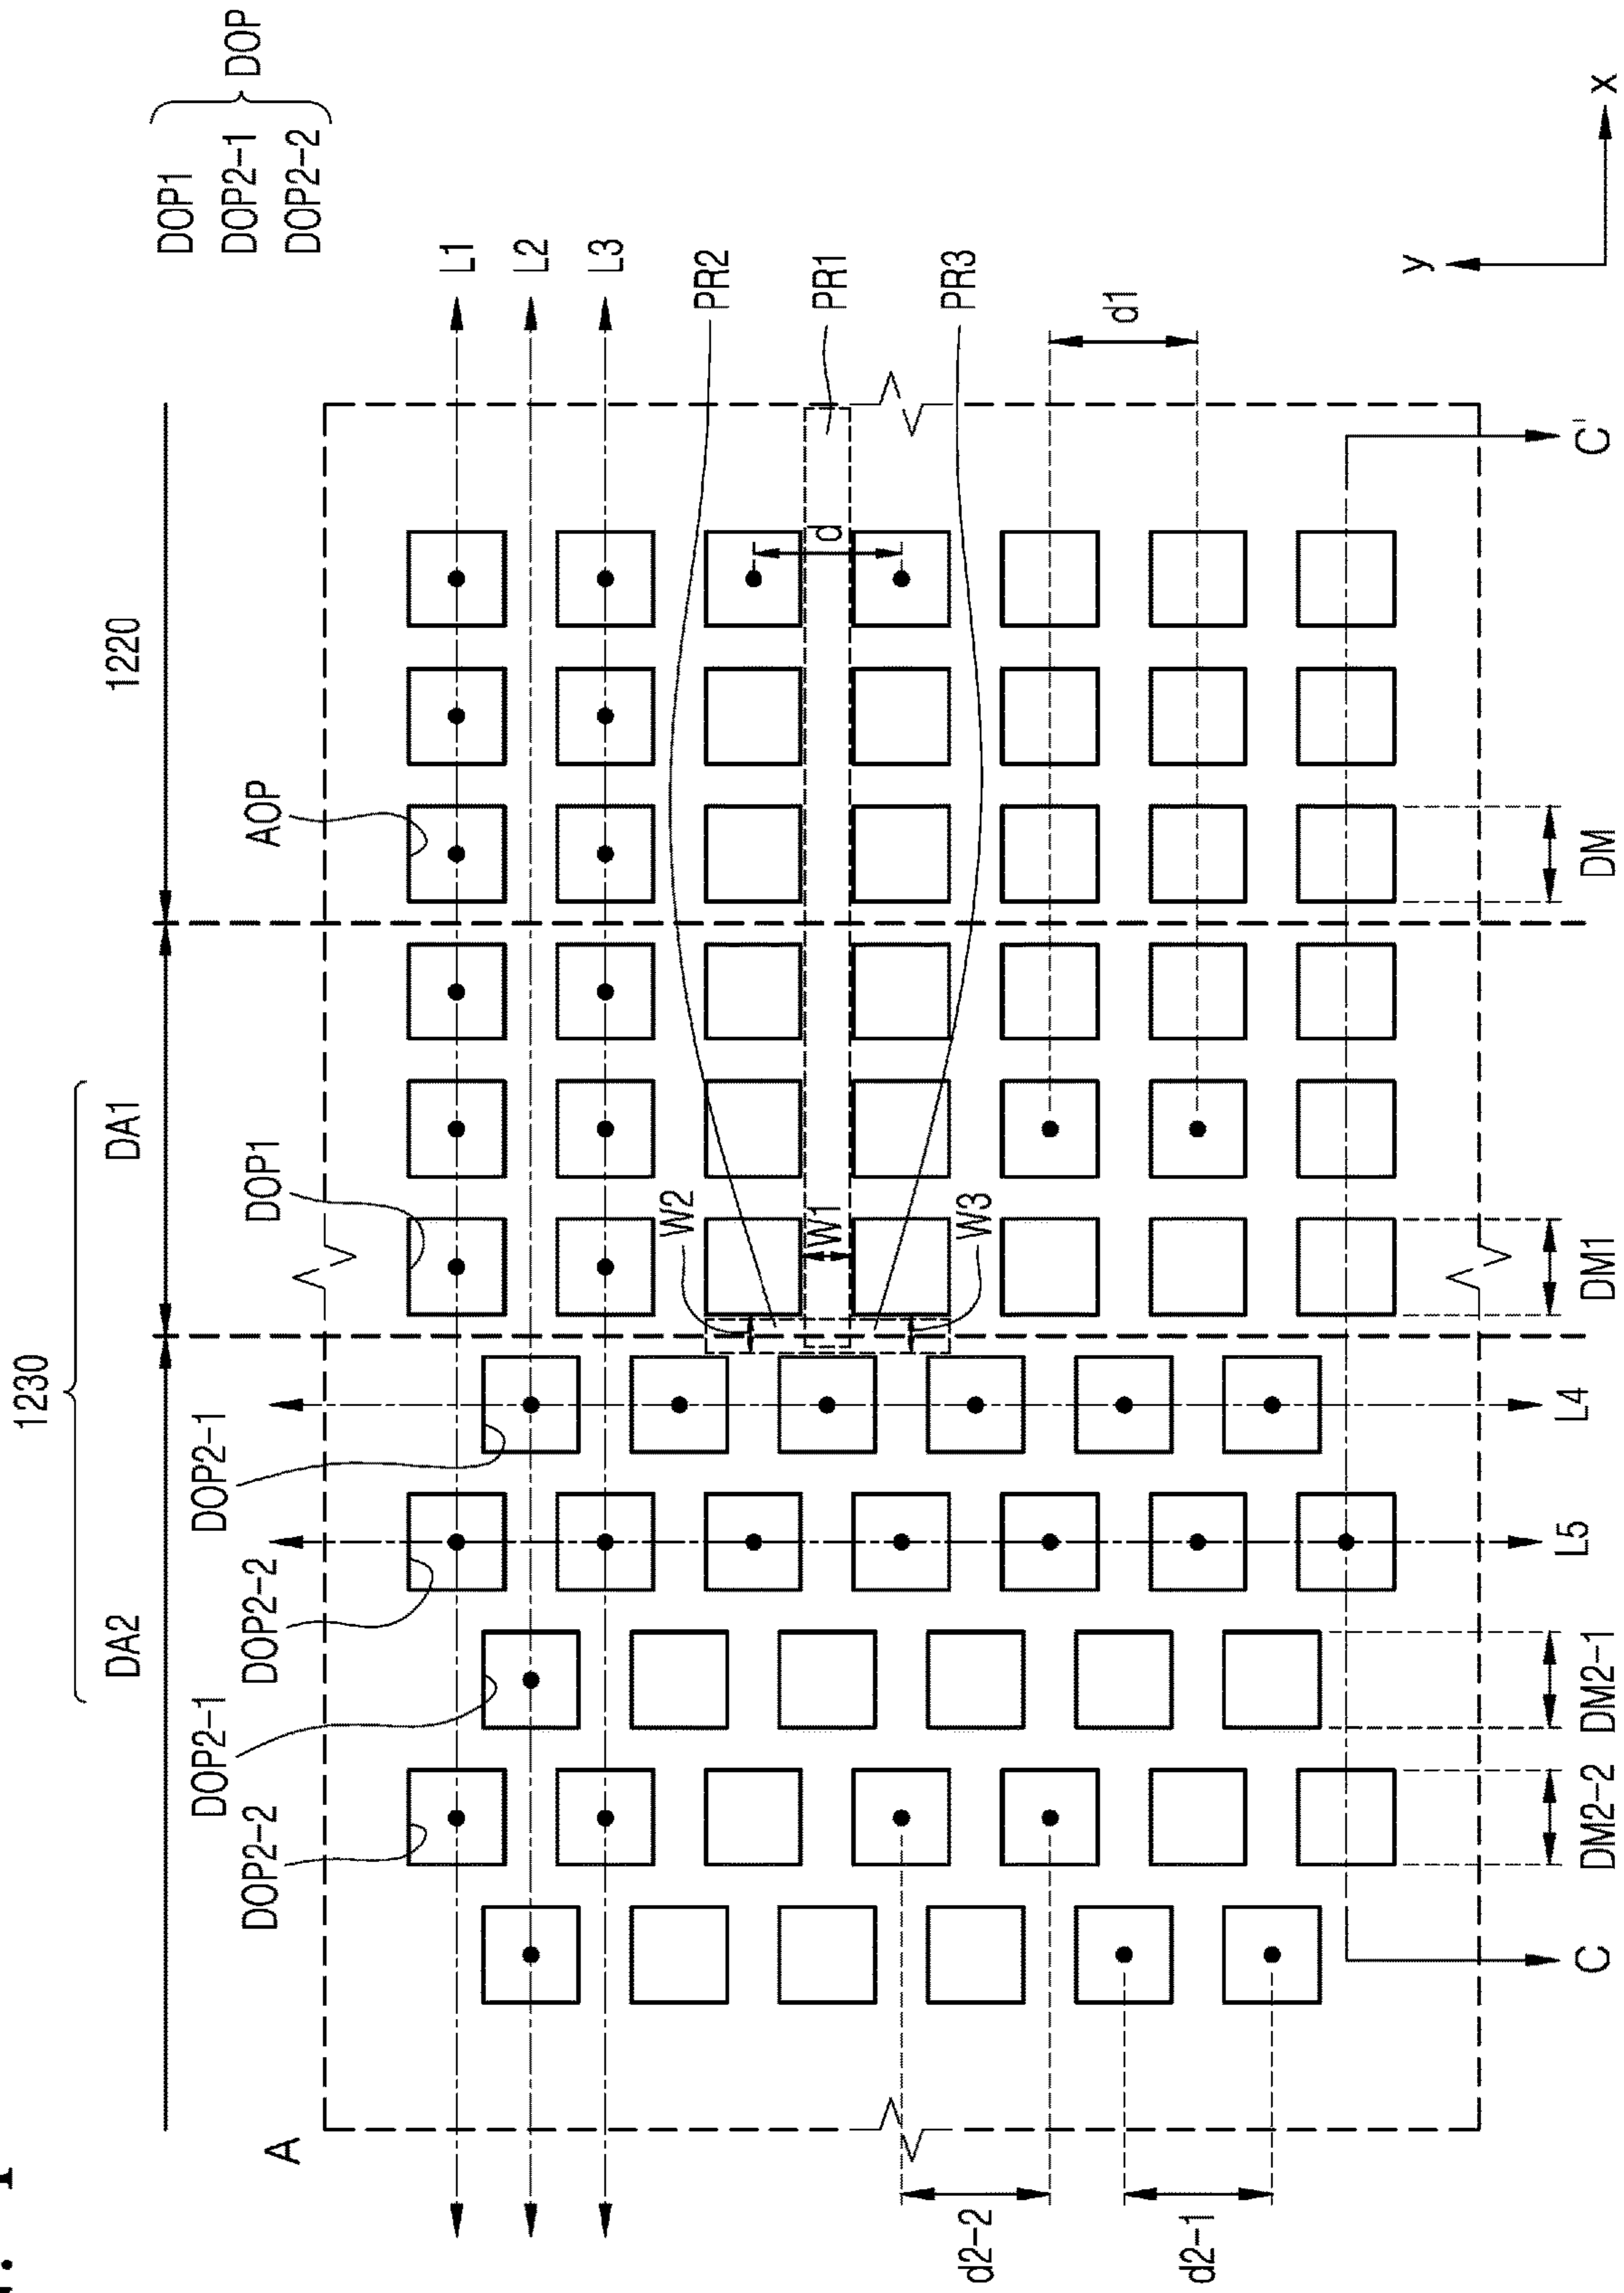 DOP1
DOP2-1
DOP2-2
DOP
1230
DA2
DA1
1220
A
DOP2-2
DOP2-1
DOP2-2
DOP2-1
DOP1
AOP
L1
L2
L3
PR2
PR1
PR3
W2
W1
W3
d
d1
d2-2
d2-1
y
x
C
DM2-2
DM2-1
L5
L4
DM1
DM
C'